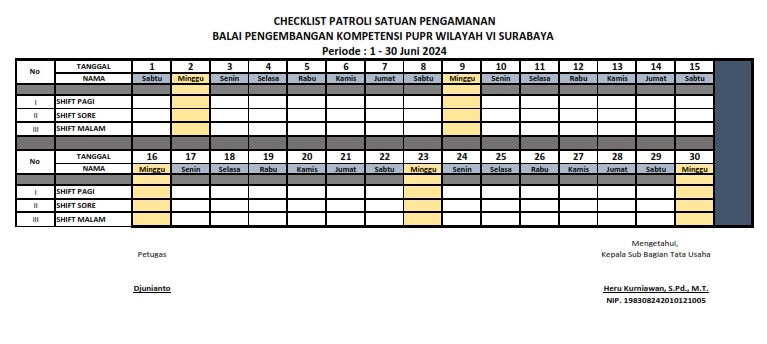 CHECKLIST PATROLI SATUAN PENGAMANAN
BALAI PENGEMBANGAN KOMPETENSI PUPR WILAYAH VI SURABAYA
Periode : 1 - 30 Juni 2024
No TANGGAL 1 2 3 4 5 6 7 8 9 10 11 12 13 14 15
NAMA Sabtu Minggu Senin Selasa Rabu Kamis Jumat Sabtu Minggu Senin Selasa Rabu Kamis Jumat Sabtu
I SHIFT PAGI
II SHIFT SORE
III SHIFT MALAM
No TANGGAL 16 17 18 19 20 21 22 23 24 25 26 27 28 29 30
NAMA Minggu Senin Selasa Rabu Kamis Jumat Sabtu Minggu Senin Selasa Rabu Kamis Jumat Sabtu Minggu
I SHIFT PAGI
II SHIFT SORE
III SHIFT MALAM
Mengetahui,
Petugas Kepala Sub Bagian Tata Usaha
Djunianto Heru Kurniawan, S.Pd., M.T.
NIP. 198308242010121005